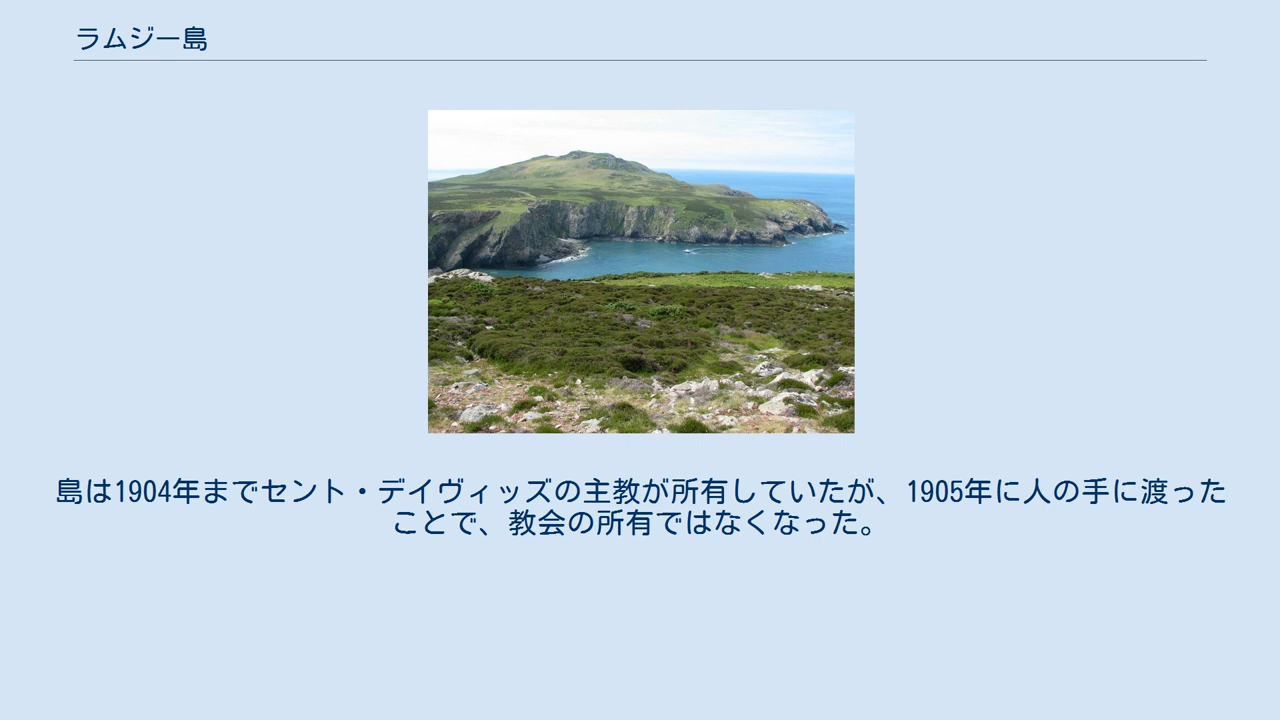 ラムジー島
島は1904年までセント・デイヴィッズの主教が所有していたが、1905年に人の手に渡った
ことで、教会の所有ではなくなった。